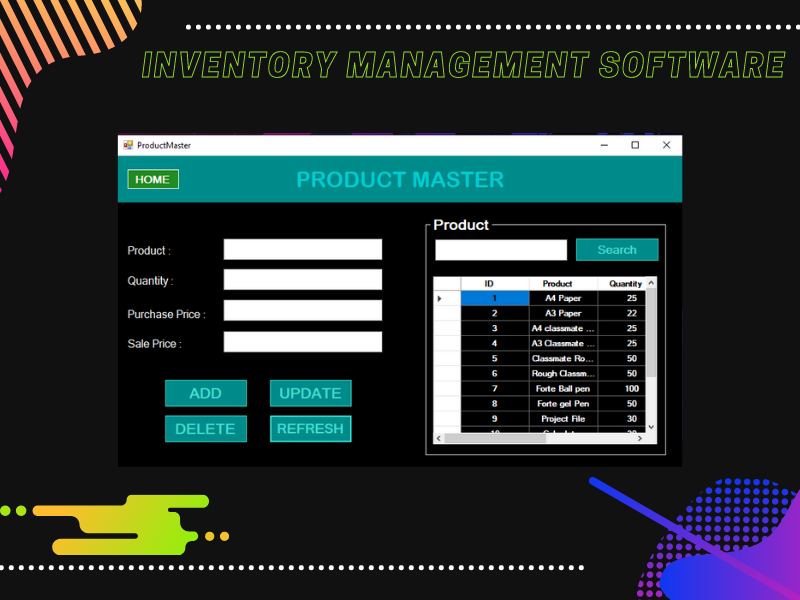 INVENTORY MANAGEMENT SOFTWARE
ProductMaster
HOME
PRODUCT MASTER
Product :
Quantity :
Purchase Price :
Sale Price :
ADD
UPDATE
DELETE
REFRESH
Product
Search
ID Product Quantity
1 A4 Paper 25
2 A3 Paper 22
3 A4 classmate ... 25
4 A3 Classmate ... 25
5 Classmate Ro... 50
6 Rough Classm... 50
7 Forte Ball pen 100
8 Forte gel Pen 50
9 Project File 30